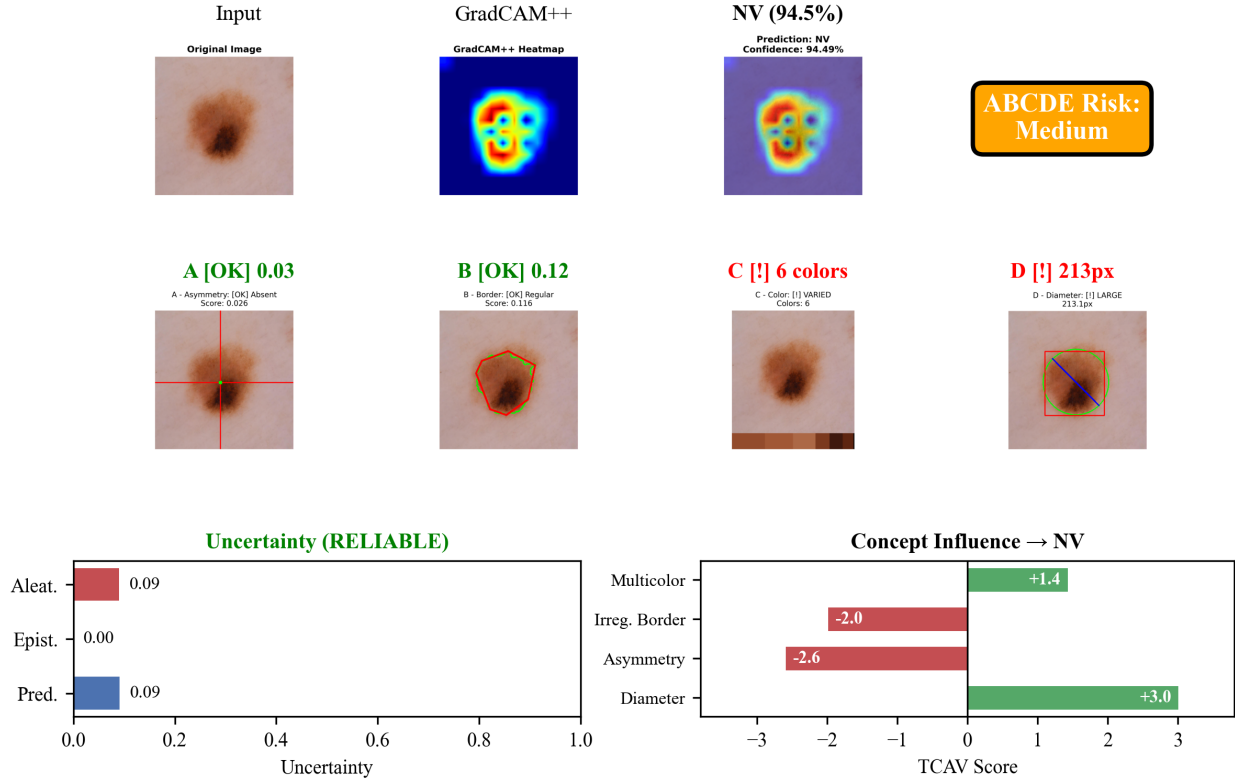 Input
GradCAM++
NV (94.5%)
Original Image
GradCAM++ Heatmap
Prediction: NV
Confidence: 94.49%
ABCDE Risk:
Medium
A [OK] 0.03
B [OK] 0.12
C [!] 6 colors
D [!] 213px
A - Asymmetry: [OK] Absent
Score: 0.026
B - Border: [OK] Regular
Score: 0.116
C - Color: [!] VARIED
Colors: 6
D - Diameter: [!] LARGE
213.1px
Uncertainty (RELIABLE)
Aleat.
0.09
Epist.
0.00
Pred.
0.09
0.0 0.2 0.4 0.6 0.8 1.0
Uncertainty
Concept Influence → NV
Multicolor
+1.4
Irreg. Border
-2.0
Asymmetry
-2.6
Diameter
+3.0
−3 −2 −1 0 1 2 3
TCAV Score